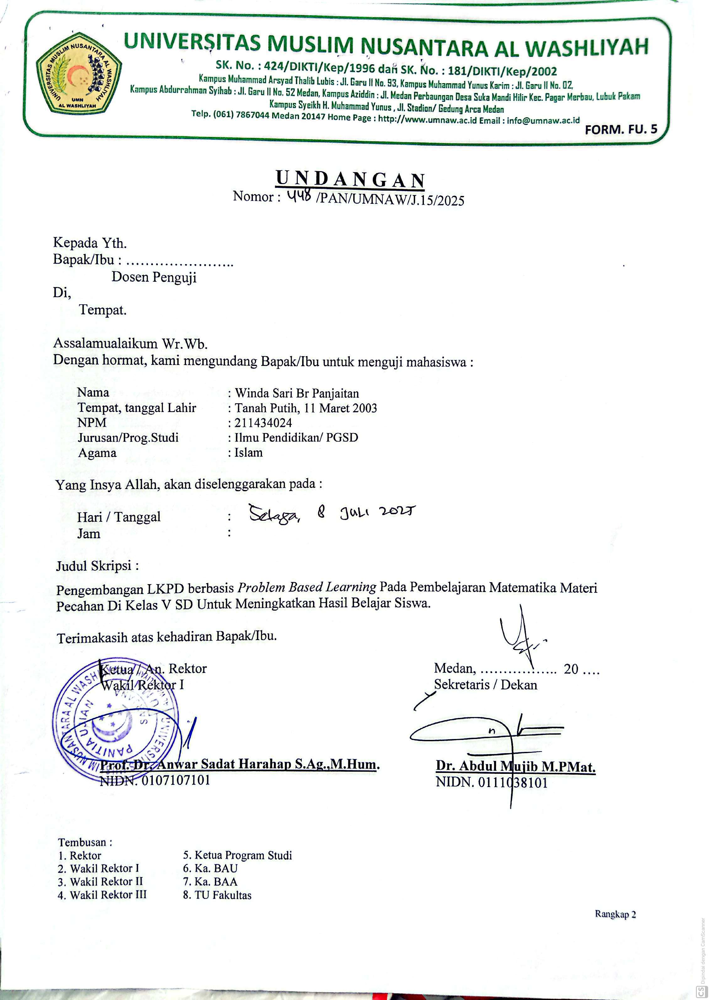 UNIVERSITAS MUSLIM NUSANTARA AL WASHLIYAH
SK. No. : 424/DIKTI/Kep/1996 dan SK. No. : 181/DIKTI/Kep/2002
Kampus Muhammad Arsyad Thalib Lubis : Jl. Garu II No. 93, Kampus Muhammad Yunus Karim : Jl. Garu II No. 02,
Kampus Abdurrahman Syihab : Jl. Garu II No. 52 Medan, Kampus Aziddin : Jl. Medan Perbaungan Desa Suka Mandi Hilir Kec. Pagar Merbau, Lubuk Pakam
Kampus Syeikh H. Muhammad Yunus , Jl. Stadion/ Gedung Arca Medan
Telp. (061) 7867044 Medan 20147 Home Page : http://www.umnaw.ac.id Email : info@umnaw.ac.id
FORM. FU. 5
UNIVERSITAS MUSLIM NUSANTARA AL WASHLIYAH
UMN
AL WASHLIYAH
UNDANGAN
Nomor : 448 /PAN/UMNAW/J.15/2025
Kepada Yth.
Bapak/Ibu : ........................
Dosen Penguji
Di,
Tempat.
Assalamualaikum Wr.Wb.
Dengan hormat, kami mengundang Bapak/Ibu untuk menguji mahasiswa :
Nama : Winda Sari Br Panjaitan
Tempat, tanggal Lahir : Tanah Putih, 11 Maret 2003
NPM : 211434024
Jurusan/Prog.Studi : Ilmu Pendidikan/ PGSD
Agama : Islam
Yang Insya Allah, akan diselenggarakan pada :
Hari / Tanggal : Selasa, 8 Juli 2025
Jam :
Judul Skripsi :
Pengembangan LKPD berbasis Problem Based Learning Pada Pembelajaran Matematika Materi
Pecahan Di Kelas V SD Untuk Meningkatkan Hasil Belajar Siswa.
Terimakasih atas kehadiran Bapak/Ibu.
Ketua / An. Rektor
Wakil Rektor I
PANITIA UJIAN
SARJANA
Prof. Dr. Anwar Sadat Harahap S.Ag.,M.Hum.
NIDN. 0107107101
Medan, .................. 20 ....
Sekretaris / Dekan
Dr. Abdul Mujib M.PMat.
NIDN. 0111038101
Tembusan :
1. Rektor
2. Wakil Rektor I
3. Wakil Rektor II
4. Wakil Rektor III
5. Ketua Program Studi
6. Ka. BAU
7. Ka. BAA
8. TU Fakultas
Rangkap 2
CS Dipindai dengan CamScanner